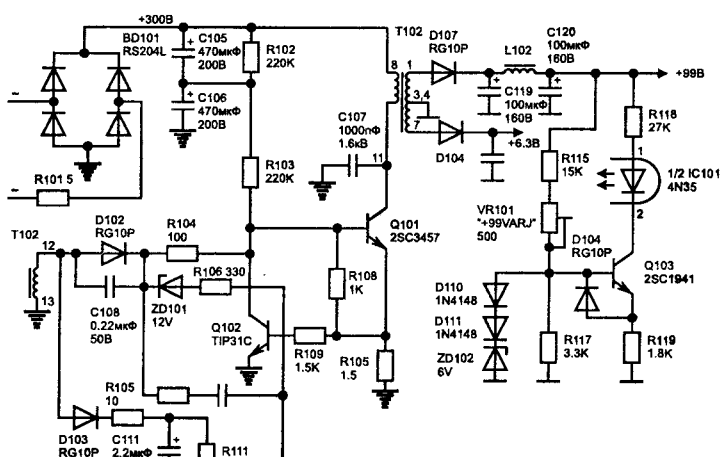 +300В
BD101
RS204L
C105
470мкФ
200В
R102
220K
T102
D107
RG10P
L102
C120
100мкФ
160В
+99В
8
1
3,4
7
C119
100мкФ
160В
C106
470мкФ
200В
C107
1000пФ
1.6кВ
11
D104
+6.3В
R118
27K
1
2
1/2 IC101
4N35
R115
15K
VR101
"+99VARJ"
500
R101 5
R103
220K
Q101
2SC3457
D104
RG10P
Q103
2SC1941
T102
12
13
D102
RG10P
R104
100
C108
0.22мкФ
50В
ZD101
12V
R106 330
R108
1K
Q102
TIP31C
R109
1.5K
R105
1.5
D110
1N4148
D111
1N4148
ZD102
6V
R117
3.3K
R119
1.8K
R105
10
D103
RG10P
C111
2.2мкФ
R111
+
+
+
+
+
~
~